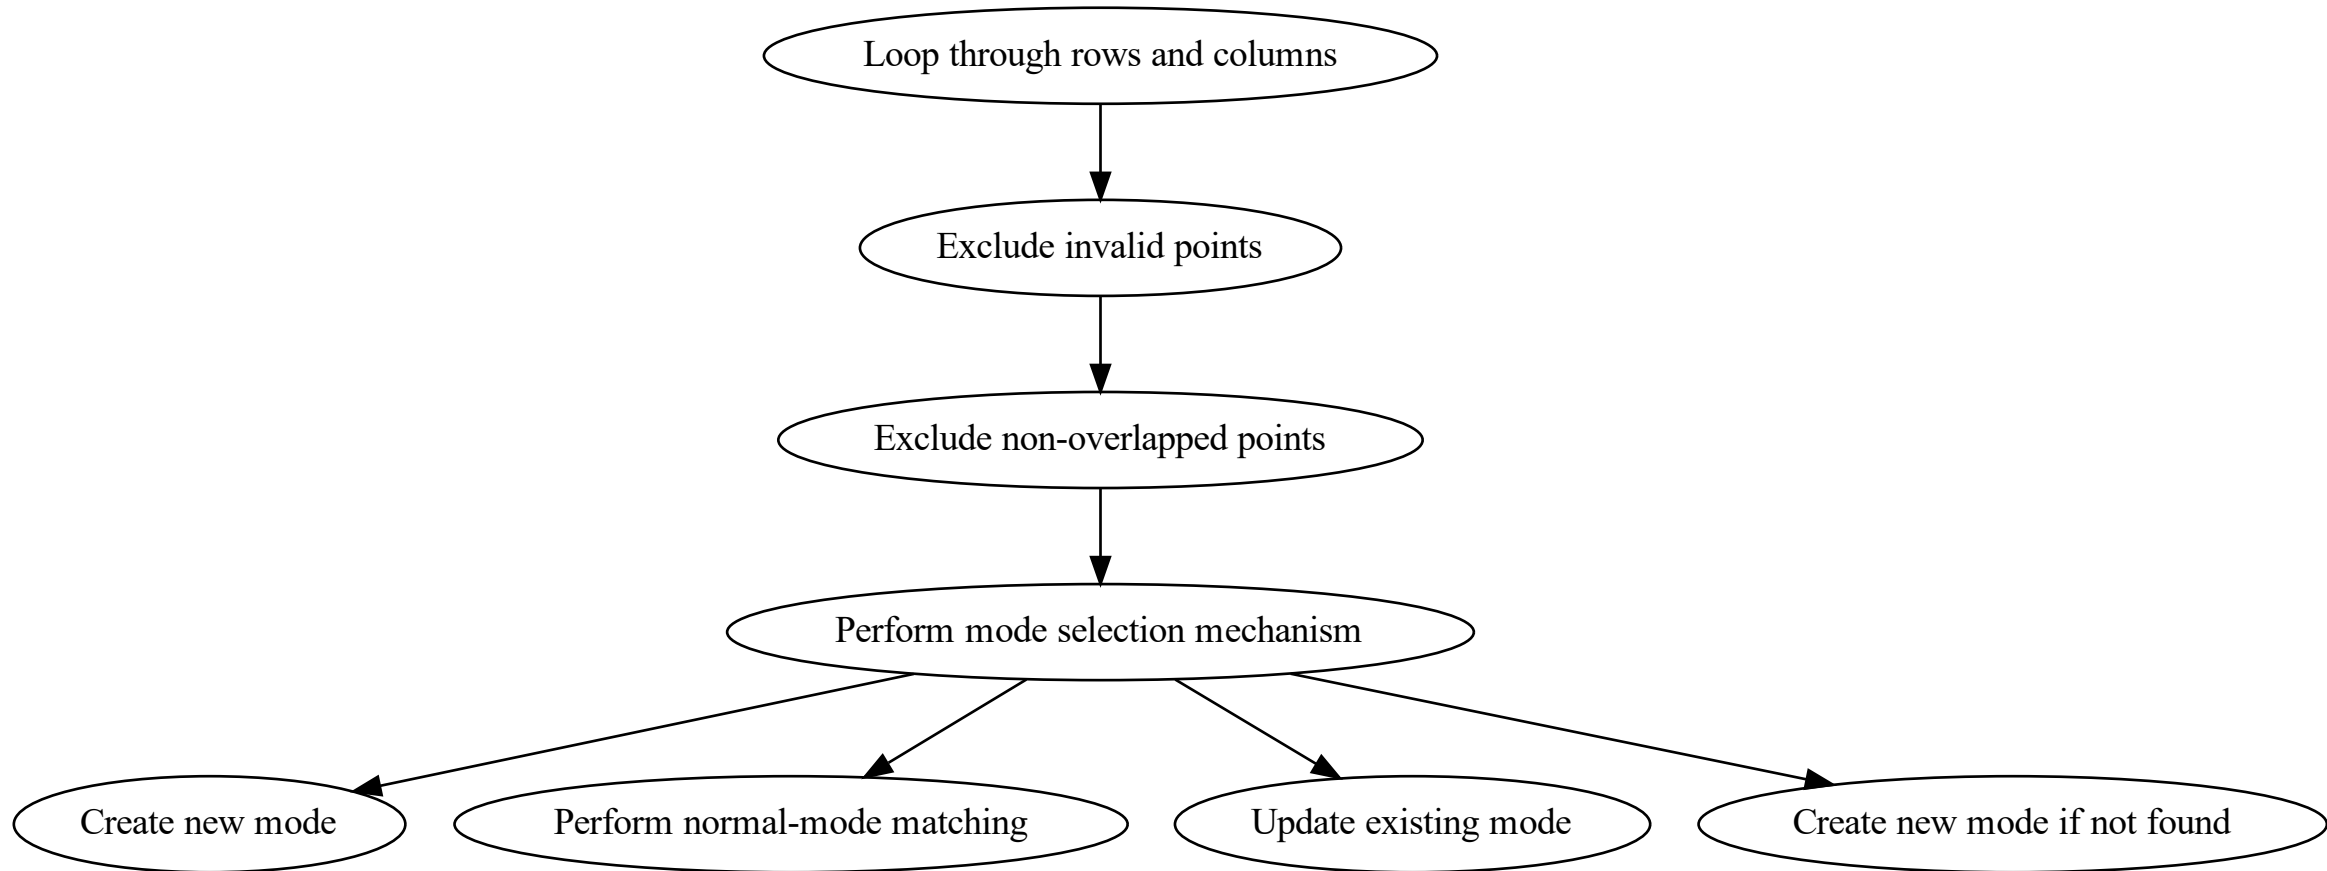 Loop through rows and columns
Exclude invalid points
Exclude non-overlapped points
Perform mode selection mechanism
Create new mode
Perform normal-mode matching
Update existing mode
Create new mode if not found